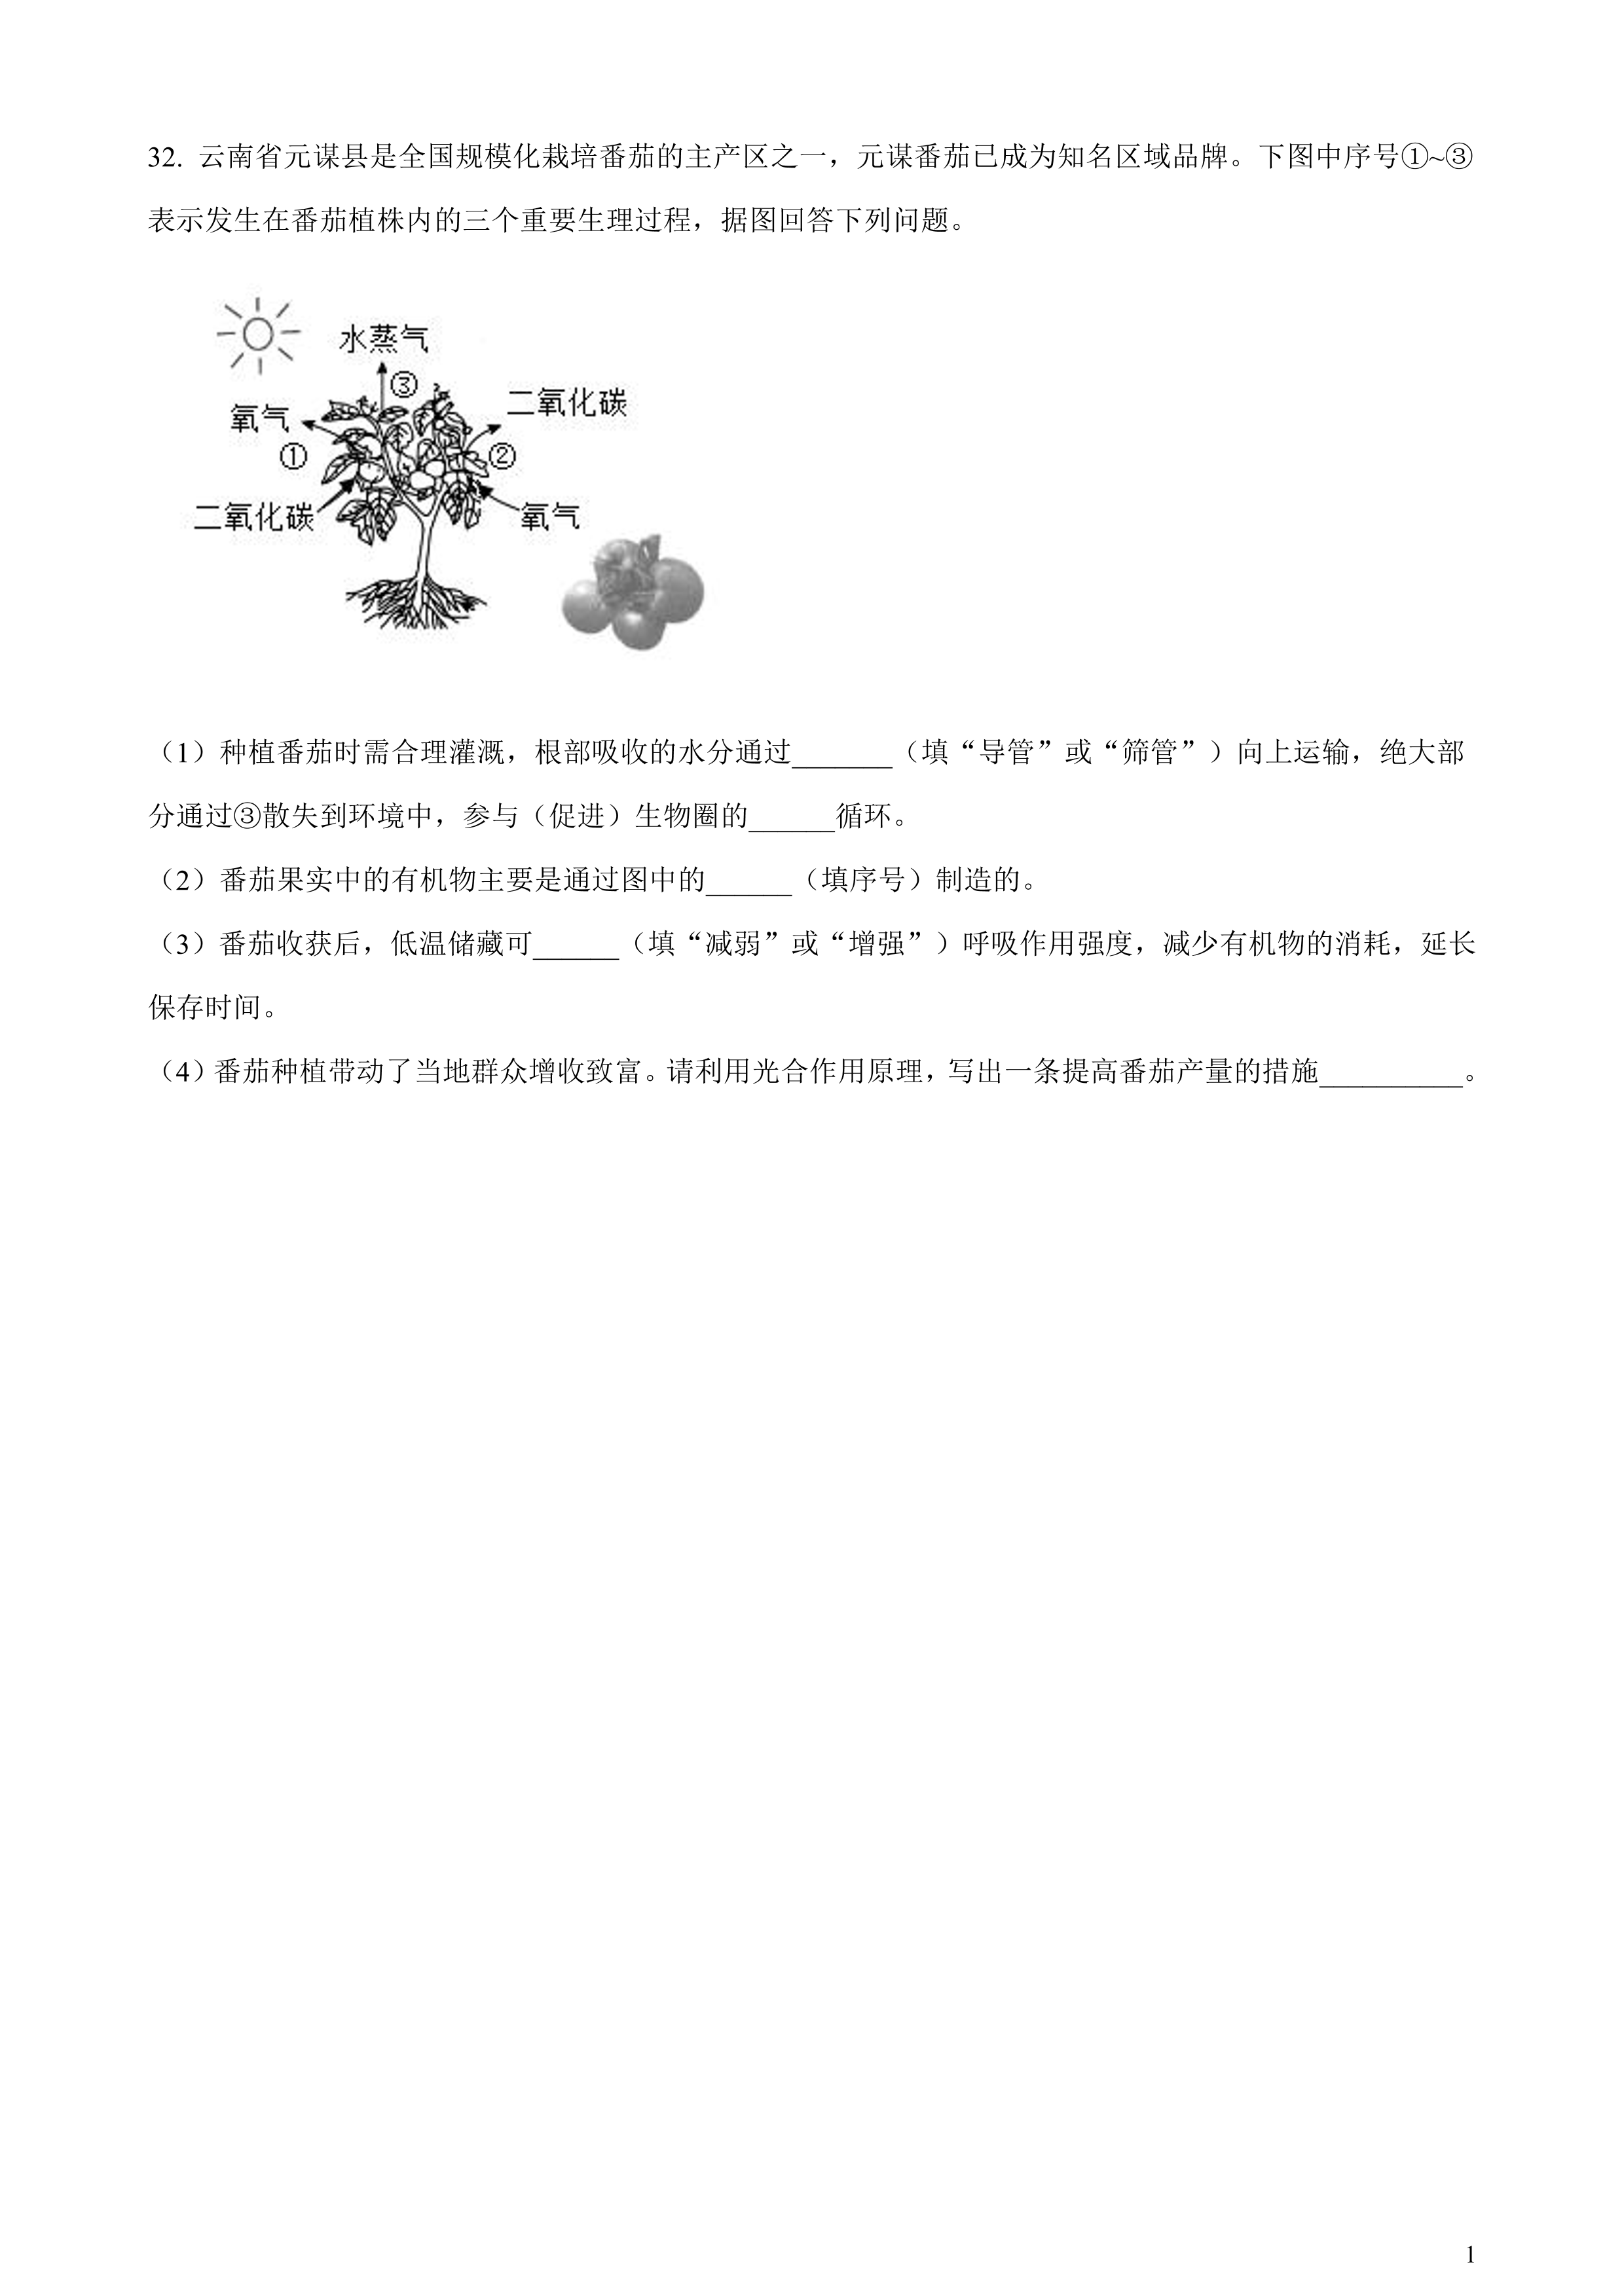 32. 云南省元谋县是全国规模化栽培番茄的主产区之一，元谋番茄已成为知名区域品牌。下图中序号①~③
表示发生在番茄植株内的三个重要生理过程，据图回答下列问题。
水蒸气
③
二氧化碳
氧气
①
②
二氧化碳
氧气
（1）种植番茄时需合理灌溉，根部吸收的水分通过_______（填“导管”或“筛管”）向上运输，绝大部
分通过③散失到环境中，参与（促进）生物圈的______循环。
（2）番茄果实中的有机物主要是通过图中的______（填序号）制造的。
（3）番茄收获后，低温储藏可______（填“减弱”或“增强”）呼吸作用强度，减少有机物的消耗，延长
保存时间。
（4）番茄种植带动了当地群众增收致富。请利用光合作用原理，写出一条提高番茄产量的措施__________。
1